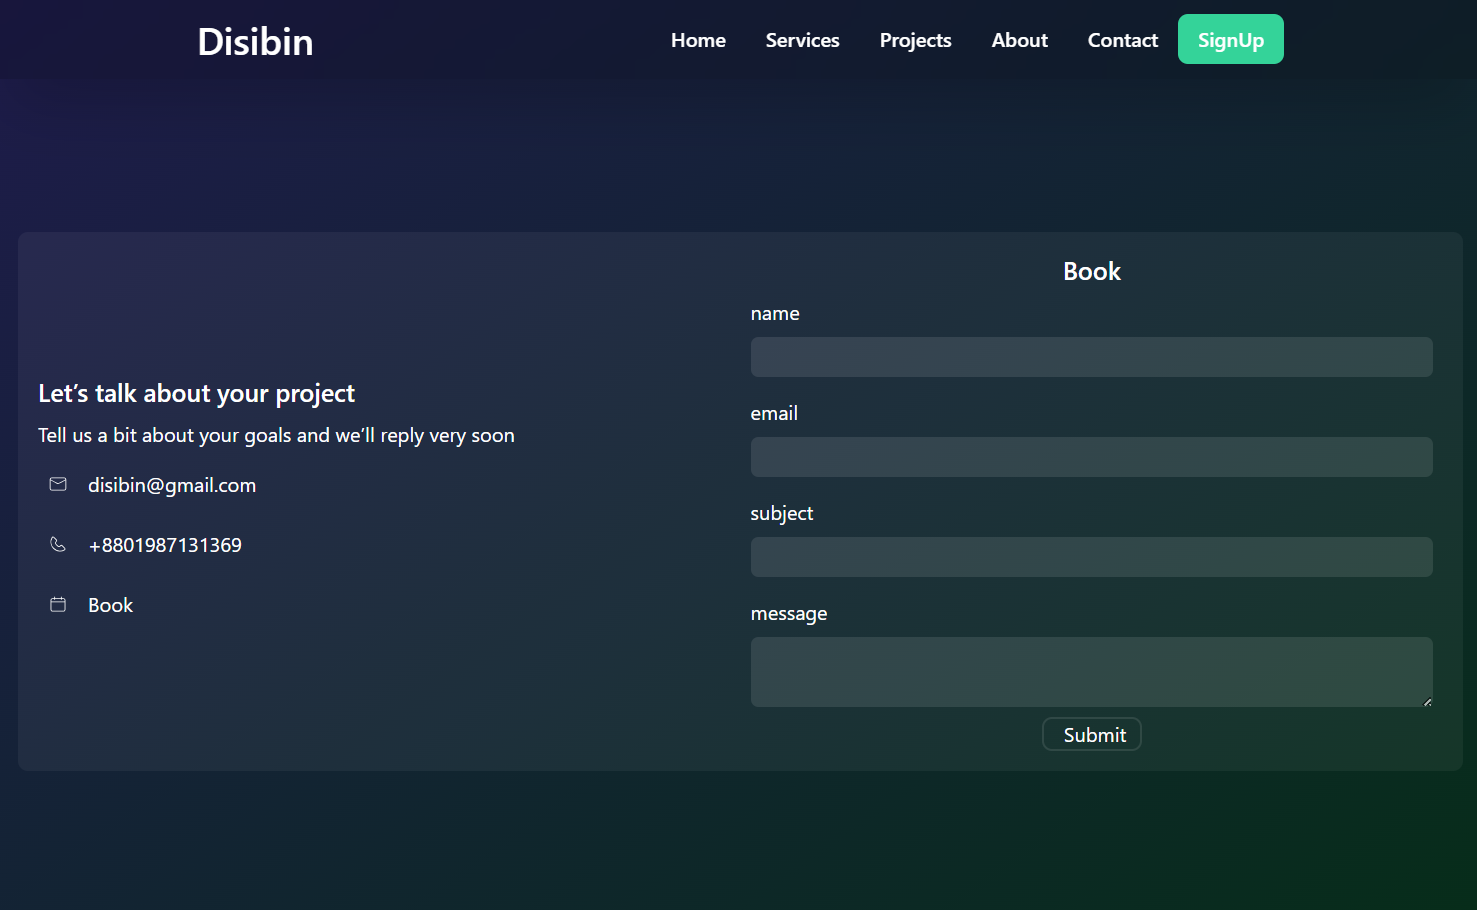 Disibin
Home Services Projects About Contact SignUp
Let’s talk about your project
Tell us a bit about your goals and we’ll reply very soon
disibin@gmail.com
+8801987131369
Book
Book
name
email
subject
message
Submit